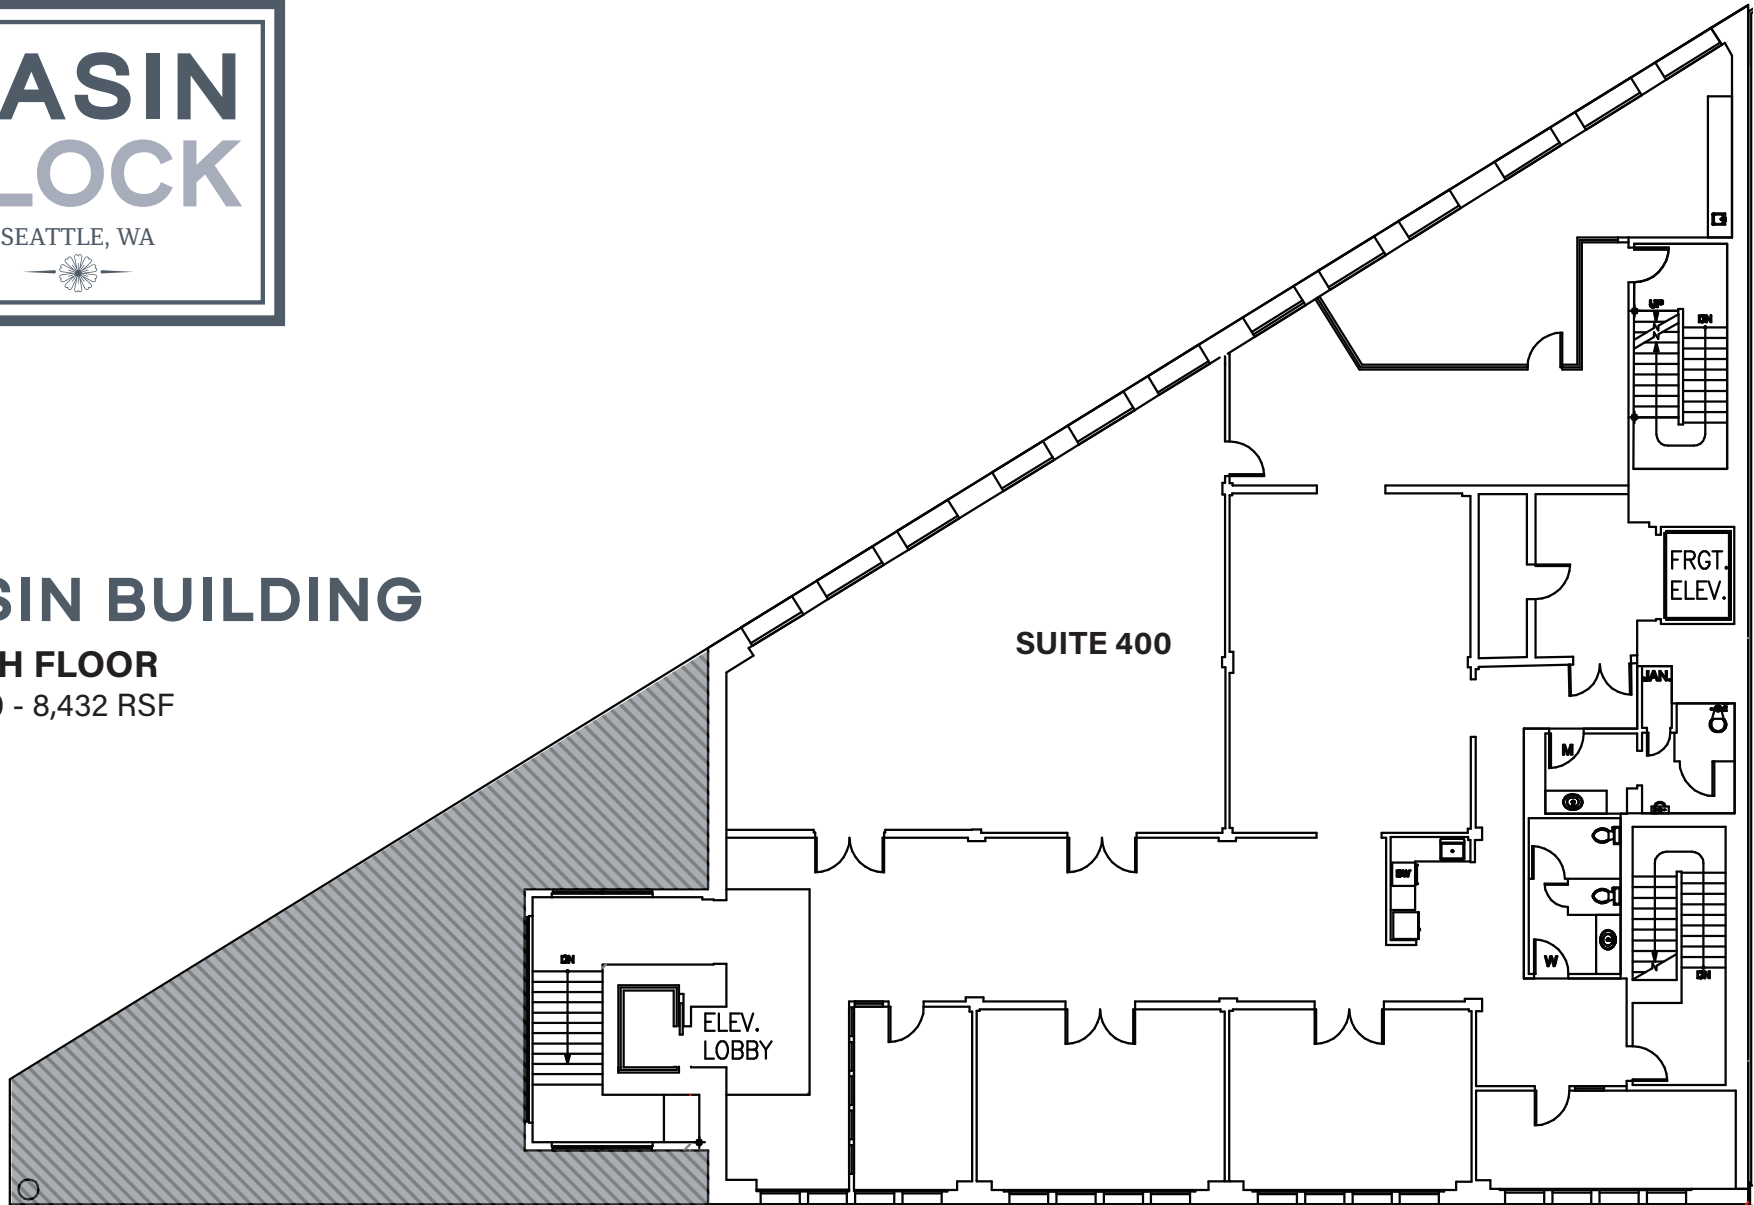 ASIN
LOCK
SEATTLE, WA
SIN BUILDING
H FLOOR
0 - 8,432 RSF
SUITE 400
UP
DN
FRGT.
ELEV.
JAN.
M
DW
W
DN
DN
ELEV.
LOBBY